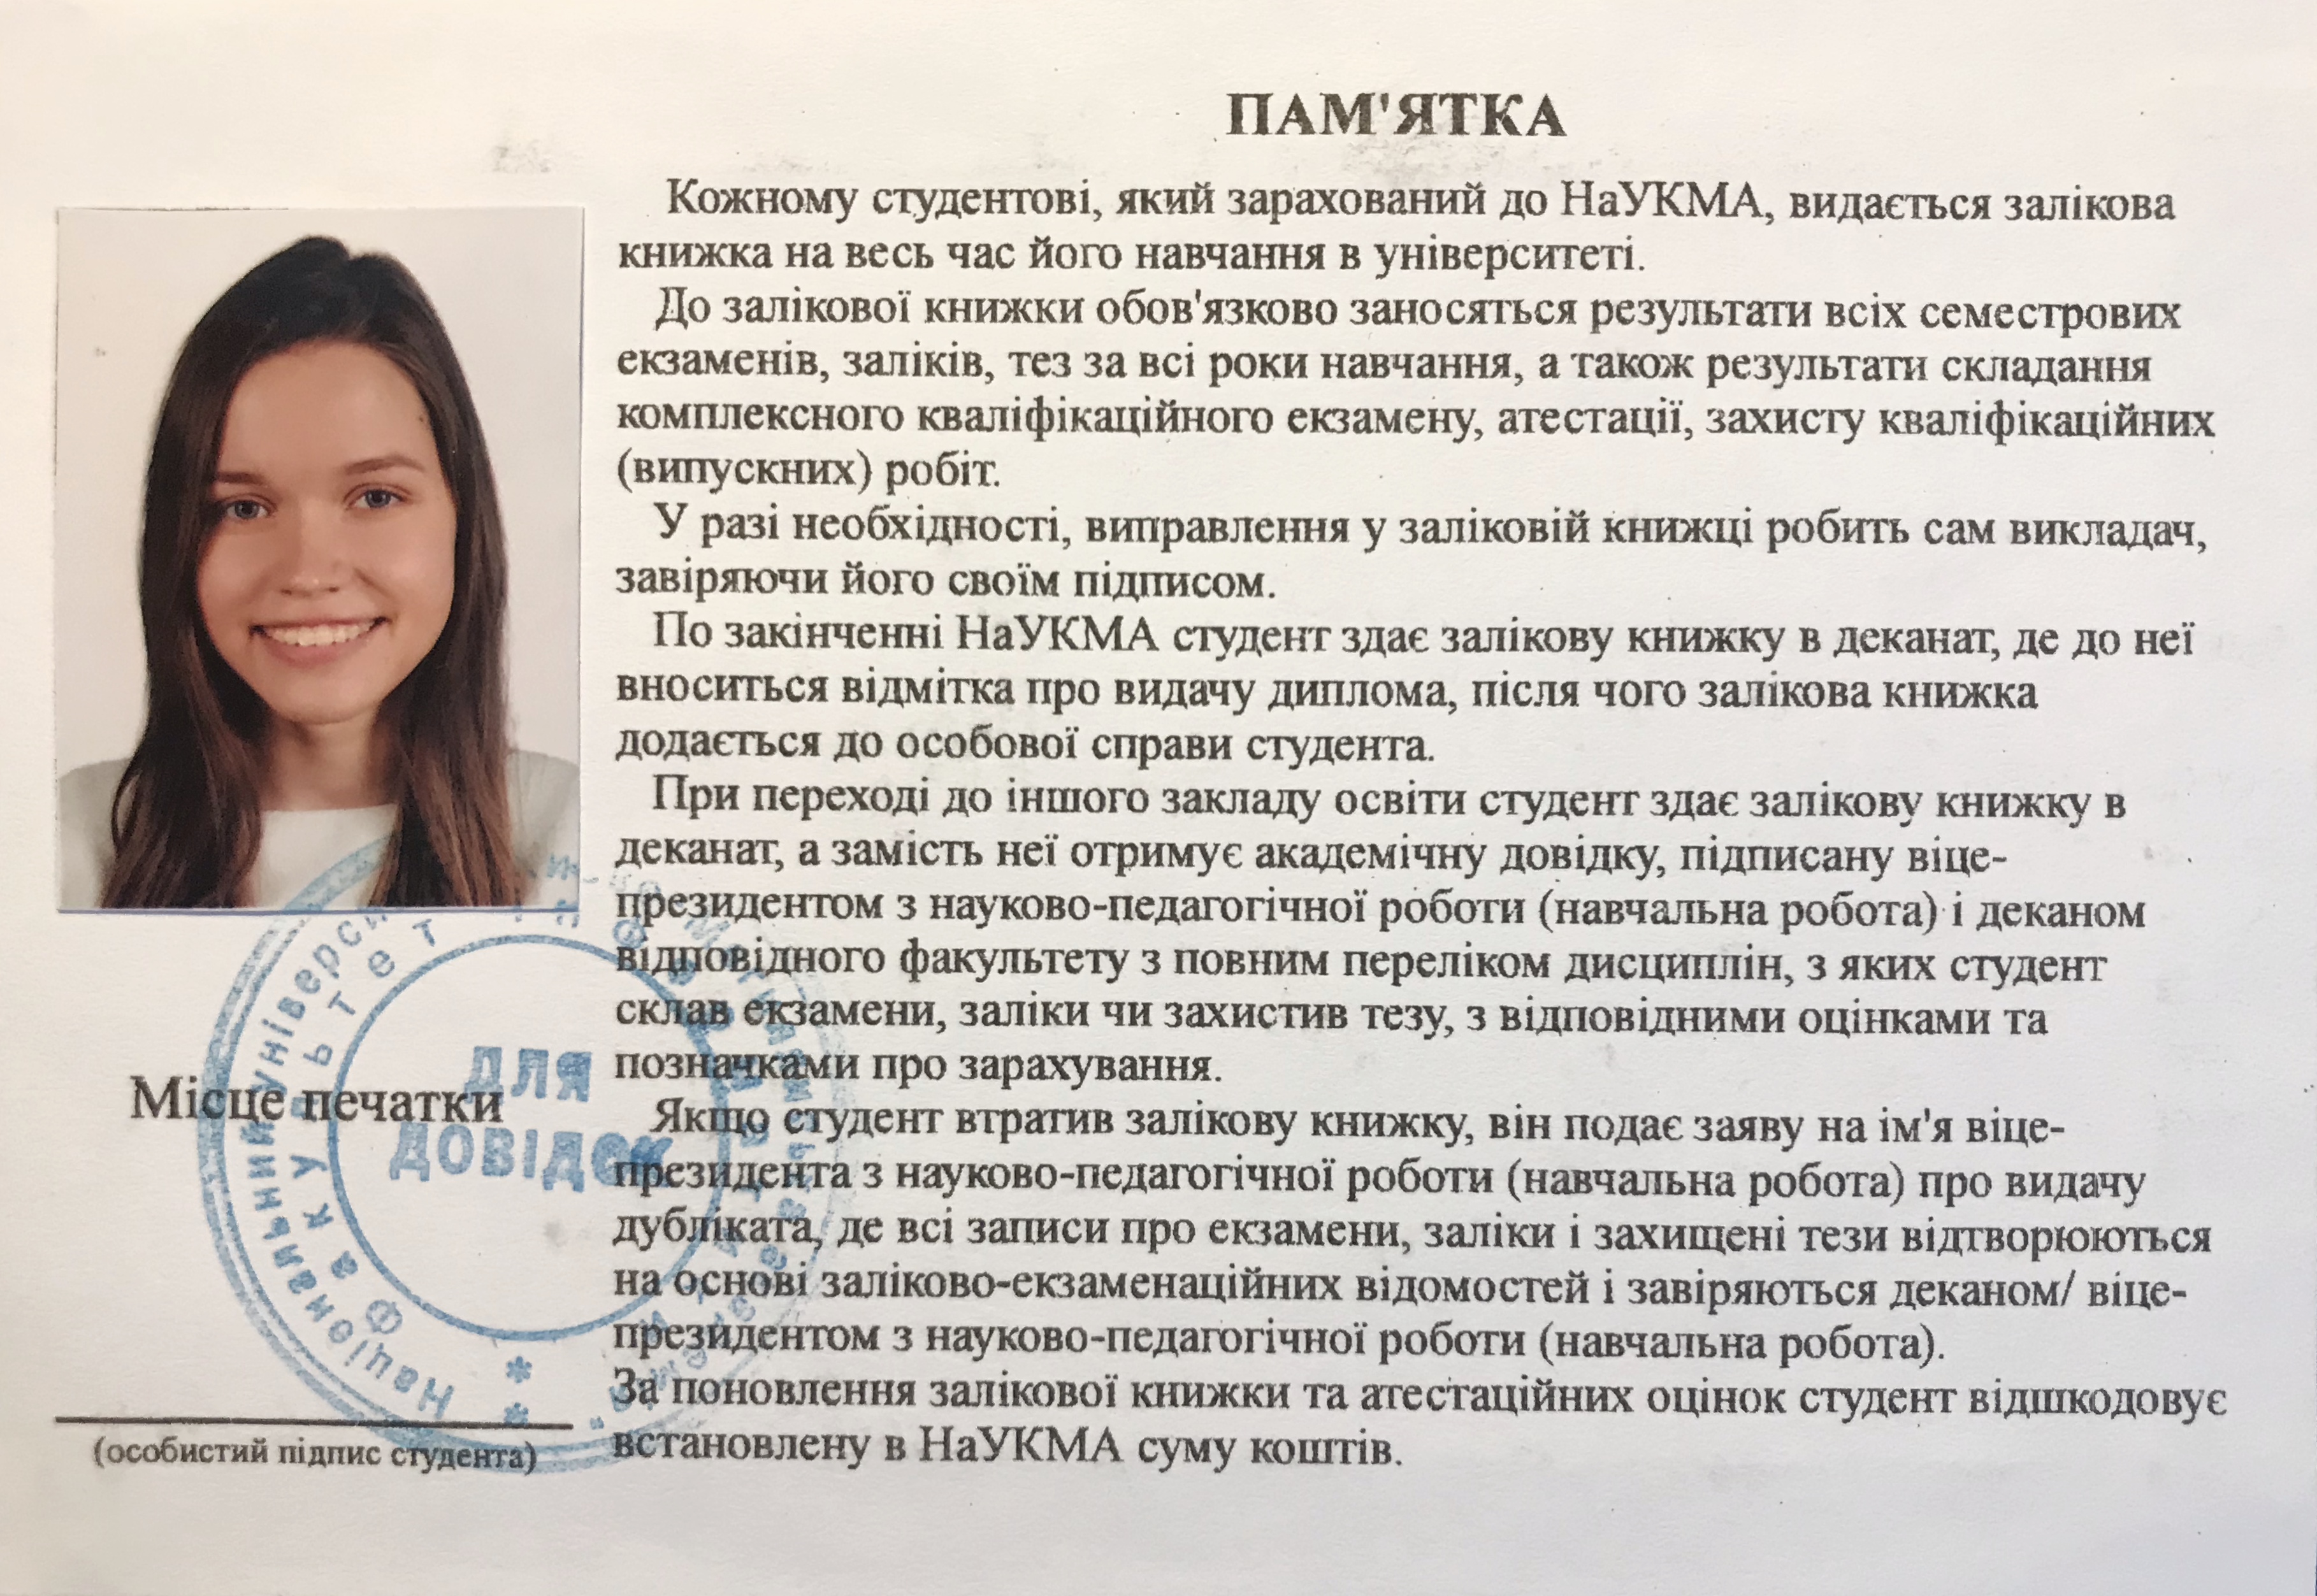 ПАМ'ЯТКА
Кожному студентові, який зарахований до НаУКМА, видається залікова
книжка на весь час його навчання в університеті.
До залікової книжки обов'язково заносяться результати всіх семестрових
екзаменів, заліків, тез за всі роки навчання, а також результати складання
комплексного кваліфікаційного екзамену, атестації, захисту кваліфікаційних
(випускних) робіт.
У разі необхідності, виправлення у заліковій книжці робить сам викладач,
завіряючи його своїм підписом.
По закінченні НаУКМА студент здає залікову книжку в деканат, де до неї
вноситься відмітка про видачу диплома, після чого залікова книжка
додається до особової справи студента.
При переході до іншого закладу освіти студент здає залікову книжку в
деканат, а замість неї отримує академічну довідку, підписану віце-
президентом з науково-педагогічної роботи (навчальна робота) і деканом
відповідного факультету з повним переліком дисциплін, з яких студент
склав екзамени, заліки чи захистив тезу, з відповідними оцінками та
позначками про зарахування.
Якщо студент втратив залікову книжку, він подає заяву на ім'я віце-
президента з науково-педагогічної роботи (навчальна робота) про видачу
дубліката, де всі записи про екзамени, заліки і захищені тези відтворюються
на основі заліково-екзаменаційних відомостей і завіряються деканом/ віце-
президентом з науково-педагогічної роботи (навчальна робота).
За поновлення залікової книжки та атестаційних оцінок студент відшкодовує
встановлену в НаУКМА суму коштів.
Місце печатки
(особистий підпис студента)
Національний
Факультет
ДЛЯ
ДОВІДОК